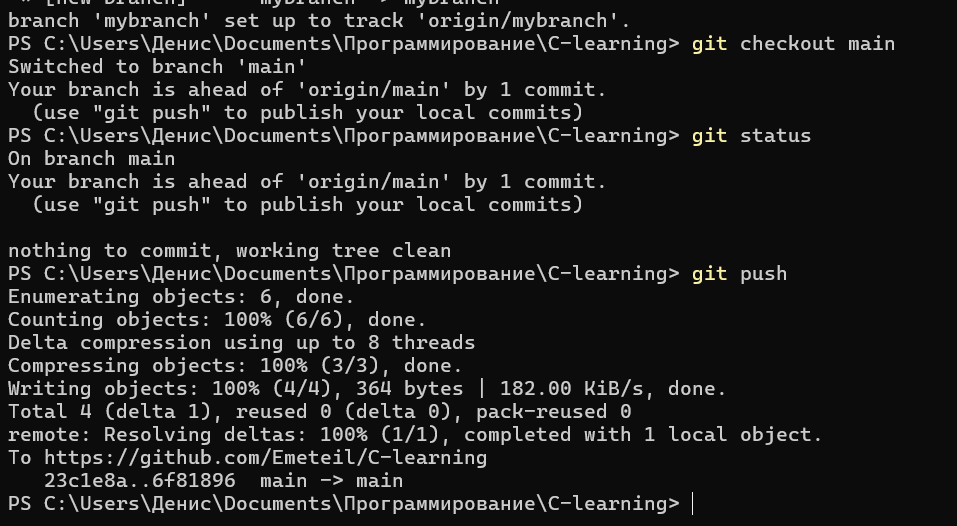 * [new branch] mybranch -> mybranch
branch 'mybranch' set up to track 'origin/mybranch'.
PS C:\Users\Денис\Documents\Программирование\C-learning> git checkout main
Switched to branch 'main'
Your branch is ahead of 'origin/main' by 1 commit.
  (use "git push" to publish your local commits)
PS C:\Users\Денис\Documents\Программирование\C-learning> git status
On branch main
Your branch is ahead of 'origin/main' by 1 commit.
  (use "git push" to publish your local commits)

nothing to commit, working tree clean
PS C:\Users\Денис\Documents\Программирование\C-learning> git push
Enumerating objects: 6, done.
Counting objects: 100% (6/6), done.
Delta compression using up to 8 threads
Compressing objects: 100% (3/3), done.
Writing objects: 100% (4/4), 364 bytes | 182.00 KiB/s, done.
Total 4 (delta 1), reused 0 (delta 0), pack-reused 0
remote: Resolving deltas: 100% (1/1), completed with 1 local object.
To https://github.com/Emeteil/C-learning
   23c1e8a..6f81896  main -> main
PS C:\Users\Денис\Documents\Программирование\C-learning>